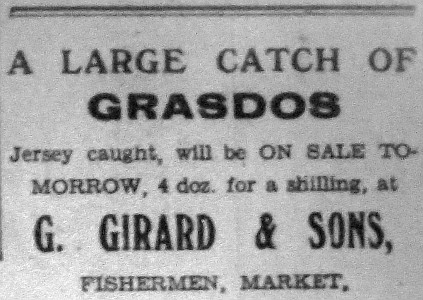 A LARGE CATCH OF
GRASDOS
Jersey caught, will be ON SALE TO-
MORROW, 4 doz. for a shilling, at
G. GIRARD & SONS,
FISHERMEN, MARKET.